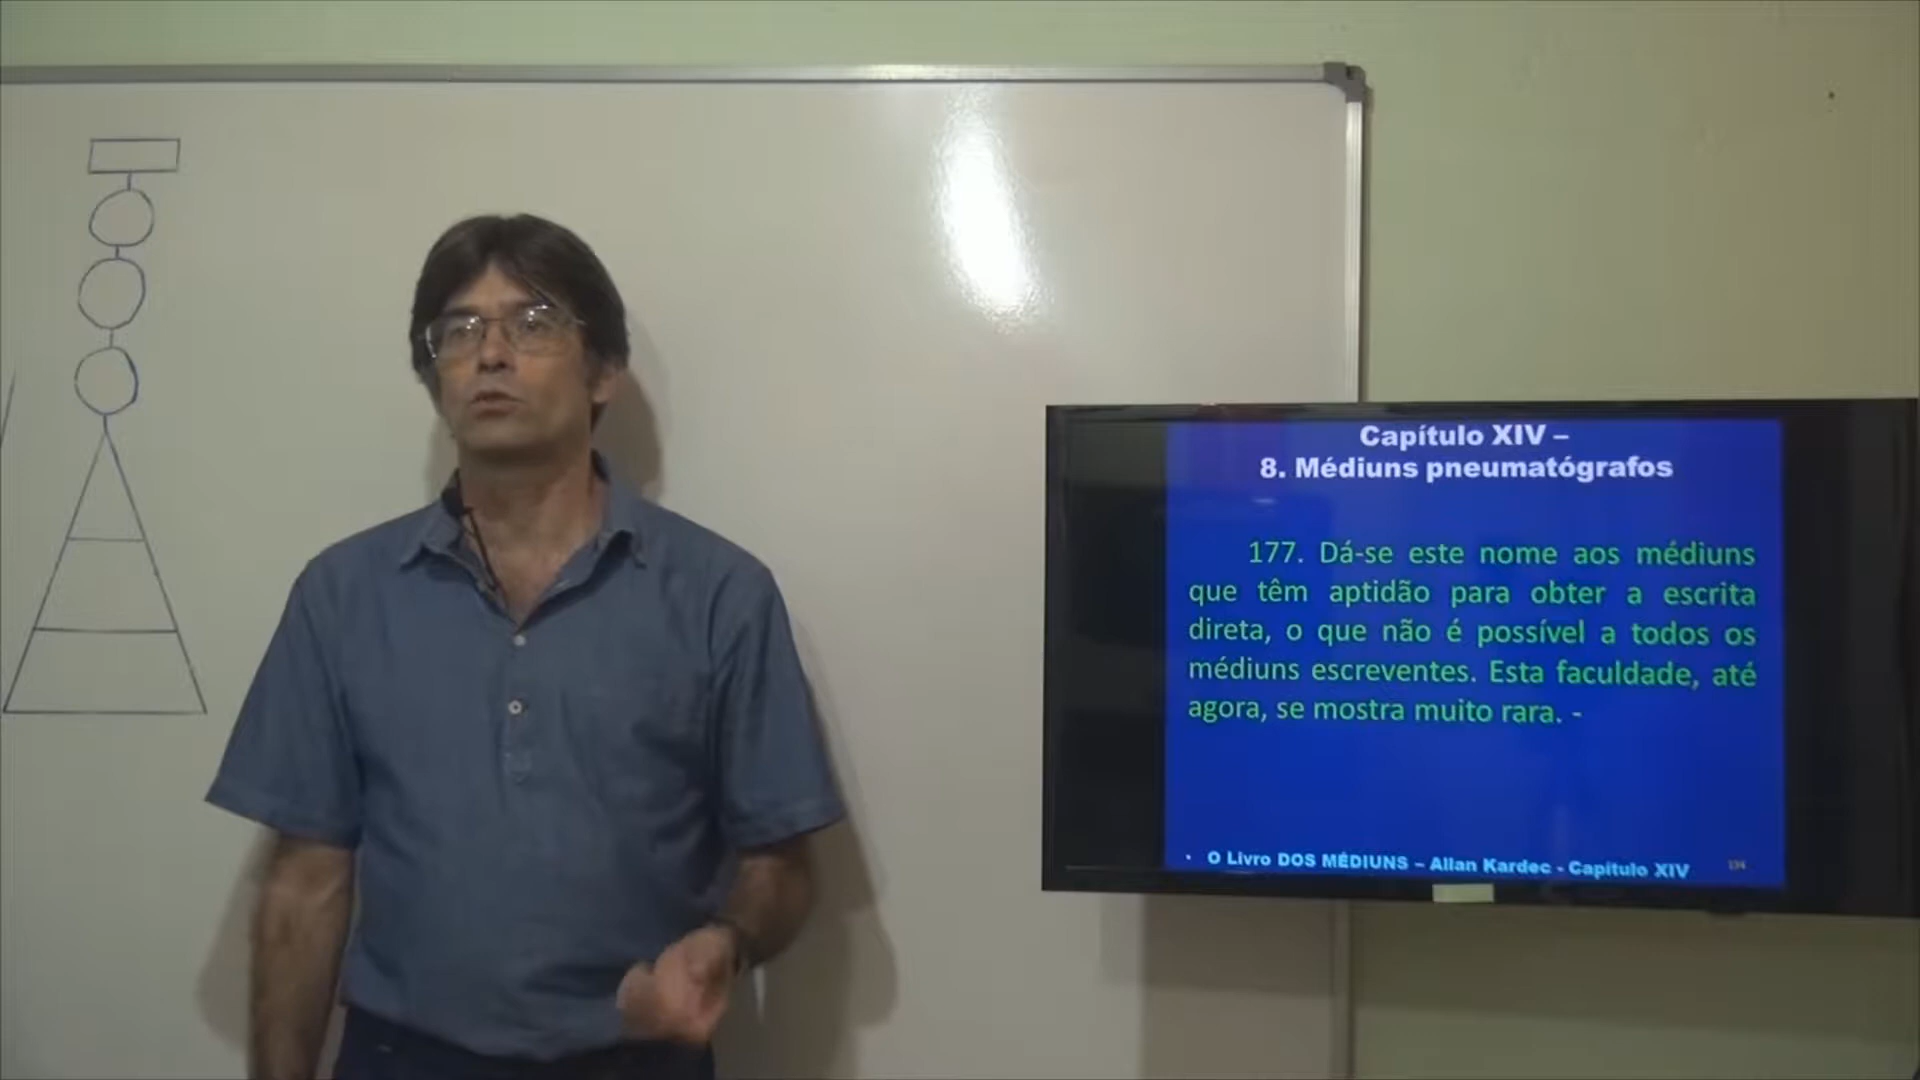 Capítulo XIV –
8. Médiuns pneumatógrafos
177. Dá-se este nome aos médiuns
que têm aptidão para obter a escrita
direta, o que não é possível a todos os
médiuns escreventes. Esta faculdade, até
agora, se mostra muito rara. -
• O Livro DOS MÉDIUNS – Allan Kardec - Capítulo XIV